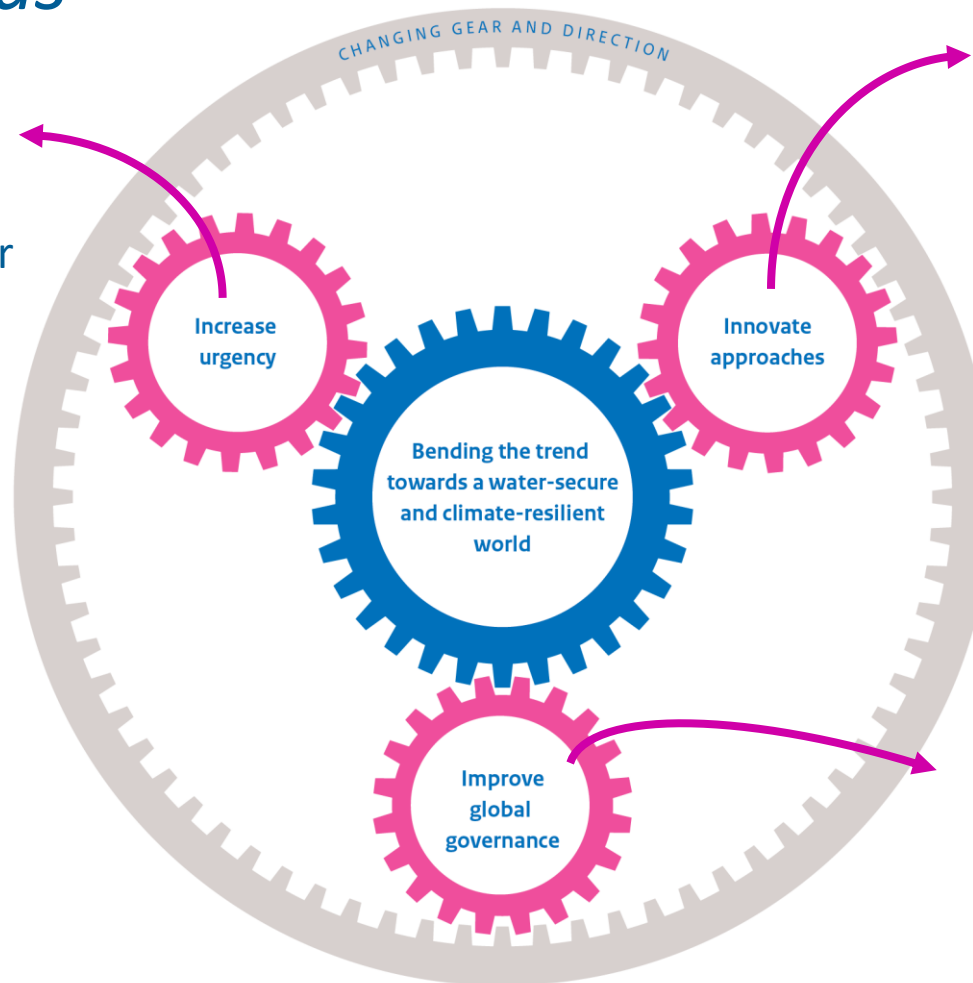 CHANGING GEAR AND DIRECTION
Increase
urgency
Innovate
approaches
Bending the trend
towards a water-secure
and climate-resilient
world
Improve
global
governance